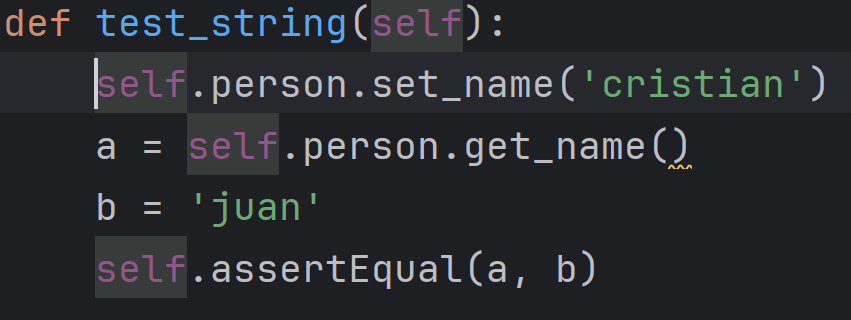 def test_string(self):
    self.person.set_name('cristian')
    a = self.person.get_name()
    b = 'juan'
    self.assertEqual(a, b)